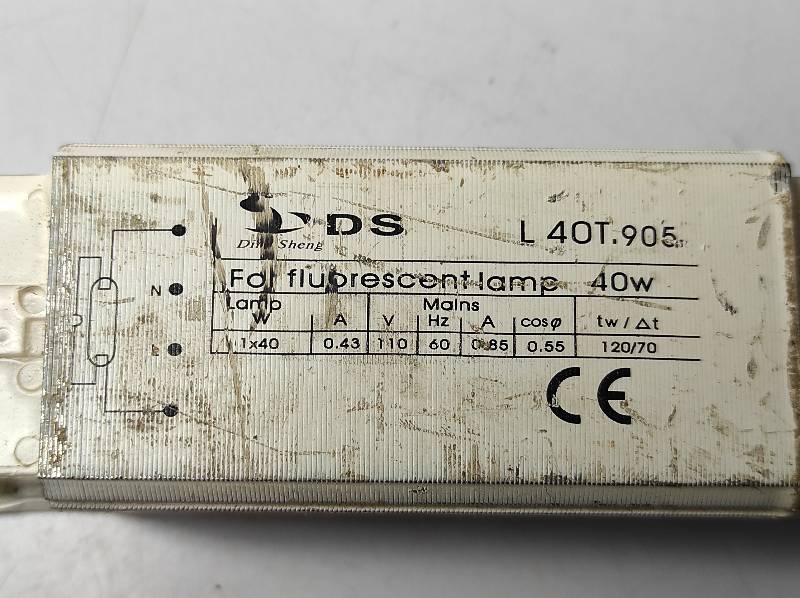 DS
Ding Sheng
L 40T.905
For fluorescent lamp 40w
Lamp Mains
W A V Hz A cosφ tw / Δt
1x40 0.43 110 60 0.85 0.55 120/70
N
L
CE